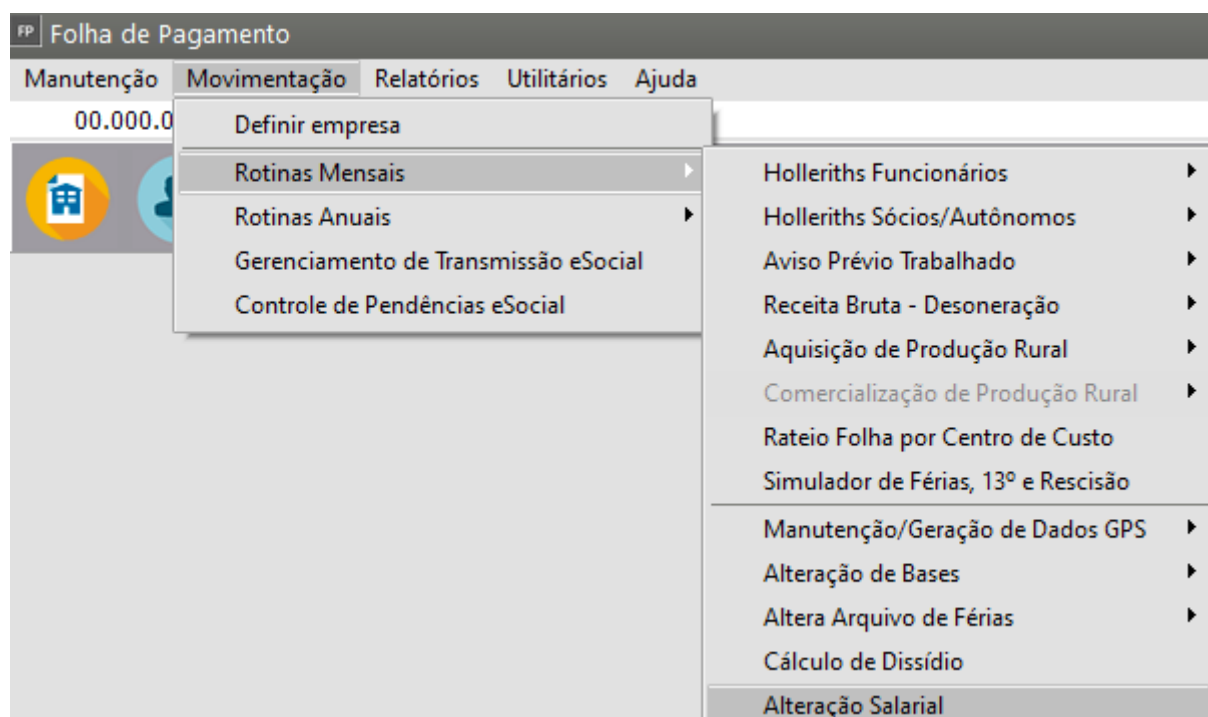 FP Folha de Pagamento
Manutenção Movimentação Relatórios Utilitários Ajuda
00.000.0
Definir empresa
Rotinas Mensais
Rotinas Anuais
Gerenciamento de Transmissão eSocial
Controle de Pendências eSocial
Holleriths Funcionários
Holleriths Sócios/Autônomos
Aviso Prévio Trabalhado
Receita Bruta - Desoneração
Aquisição de Produção Rural
Comercialização de Produção Rural
Rateio Folha por Centro de Custo
Simulador de Férias, 13º e Rescisão
Manutenção/Geração de Dados GPS
Alteração de Bases
Altera Arquivo de Férias
Cálculo de Dissídio
Alteração Salarial